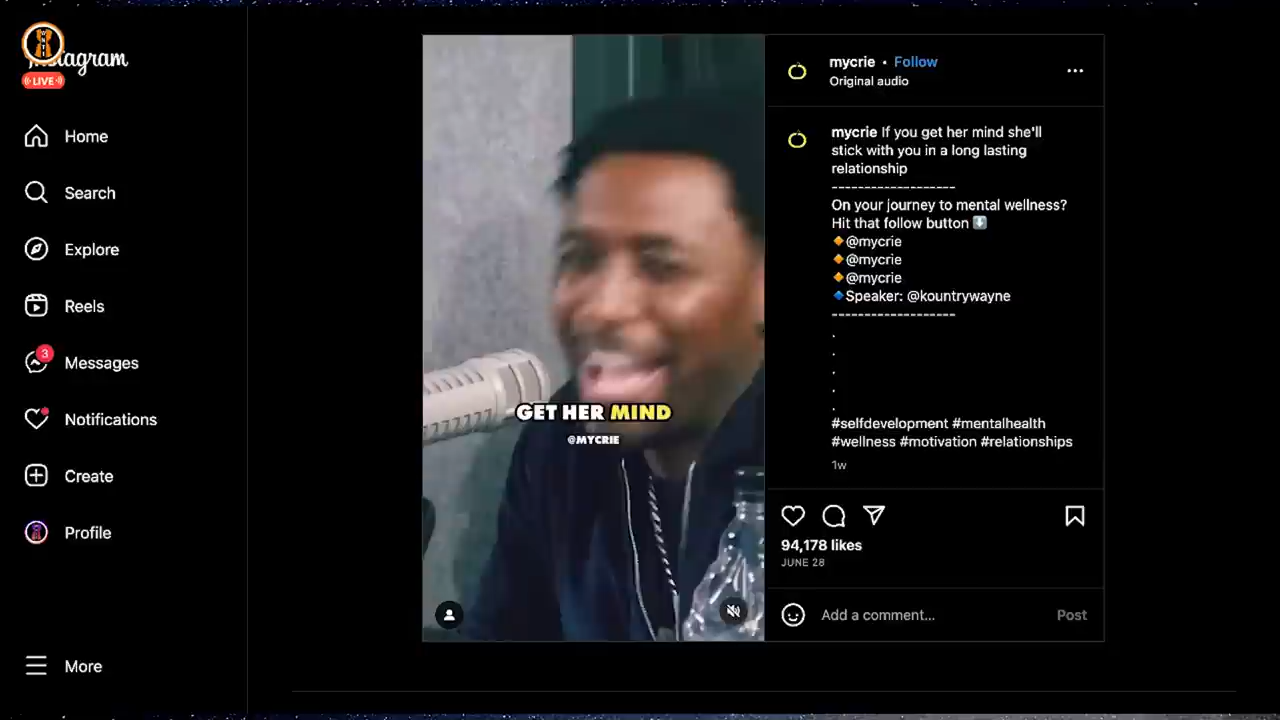 Instagram
LIVE
Home
Search
Explore
Reels
3
Messages
Notifications
Create
Profile
More
GET HER MIND
@MYCRIE
mycrie • Follow
Original audio
mycrie If you get her mind she'll
stick with you in a long lasting
relationship
-------------------
On your journey to mental wellness?
Hit that follow button ⬇️
🔸@mycrie
🔸@mycrie
🔸@mycrie
🔹Speaker: @kountrywayne
-------------------
.
.
.
.
.
#selfdevelopment #mentalhealth
#wellness #motivation #relationships
1w
94,178 likes
JUNE 28
Add a comment...
Post